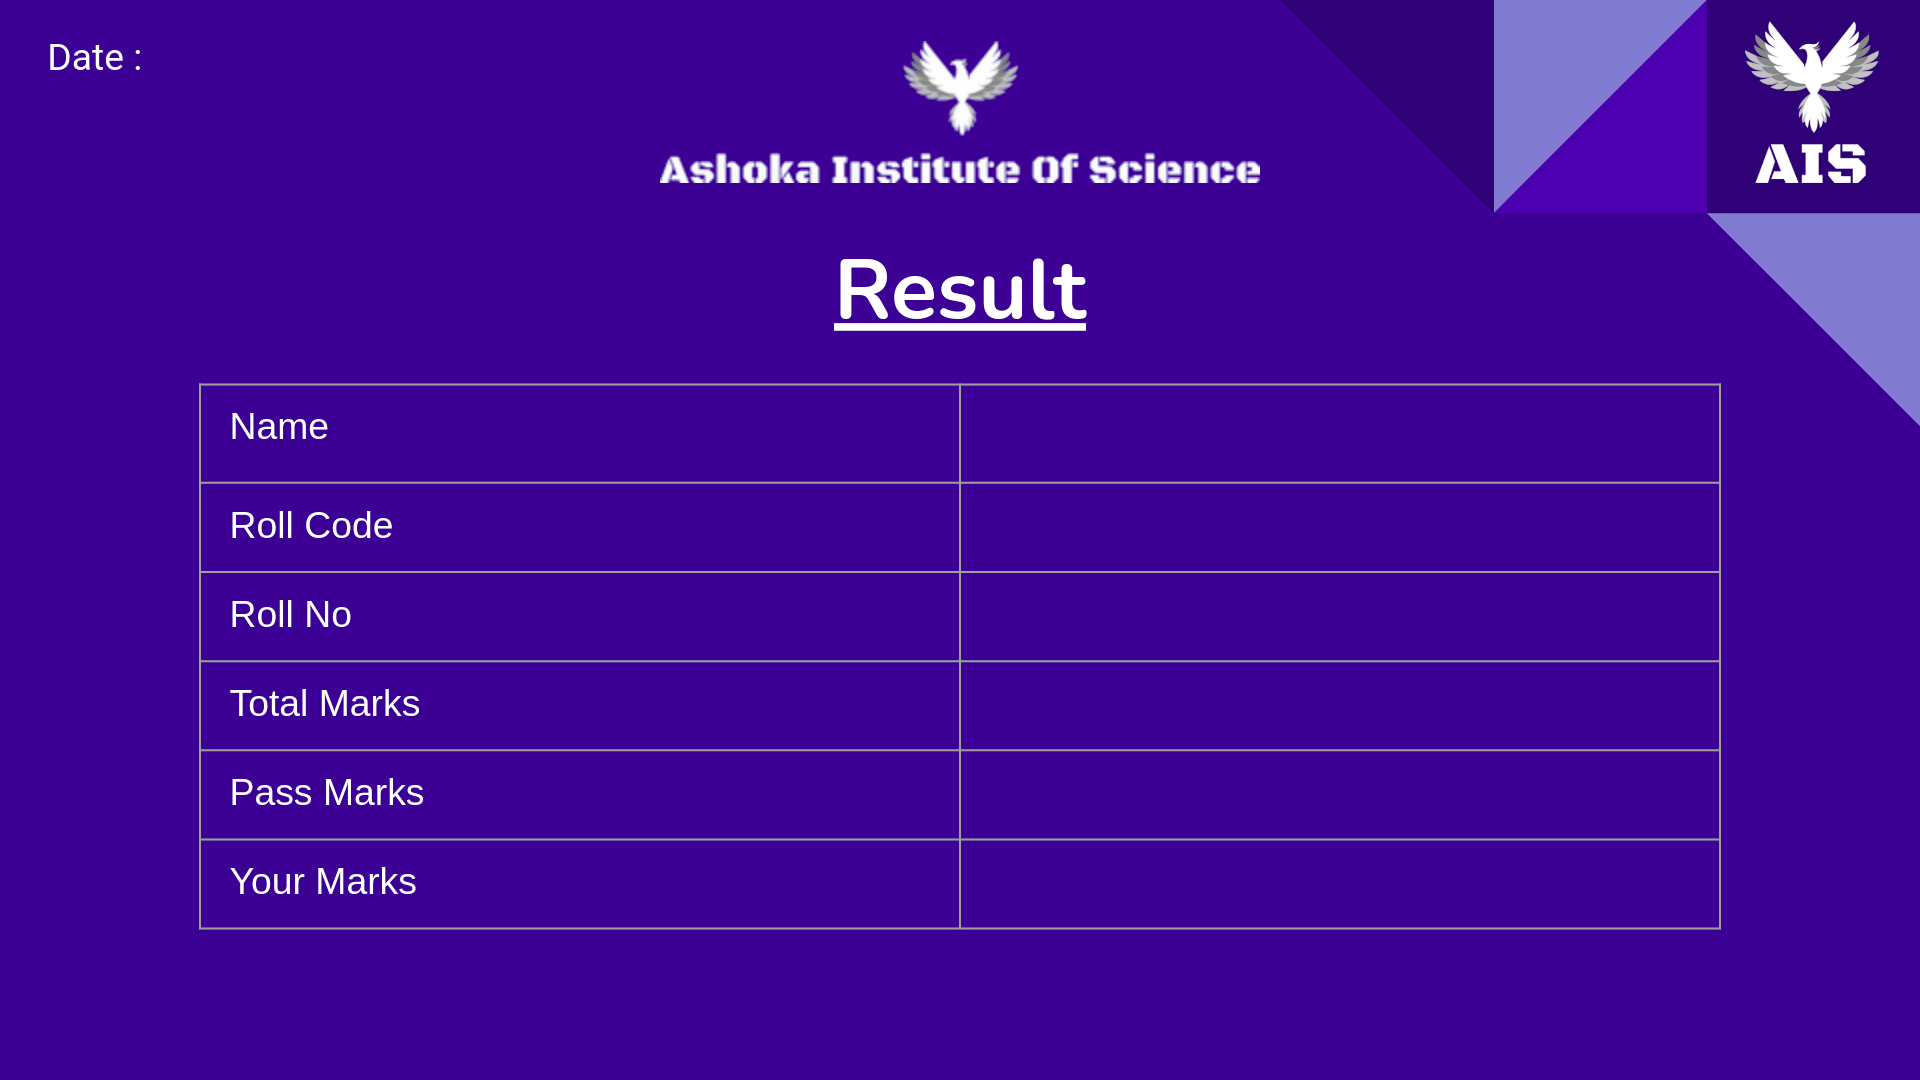 Date :
Ashoka Institute Of Science
AIS
Result
Name
Roll Code
Roll No
Total Marks
Pass Marks
Your Marks